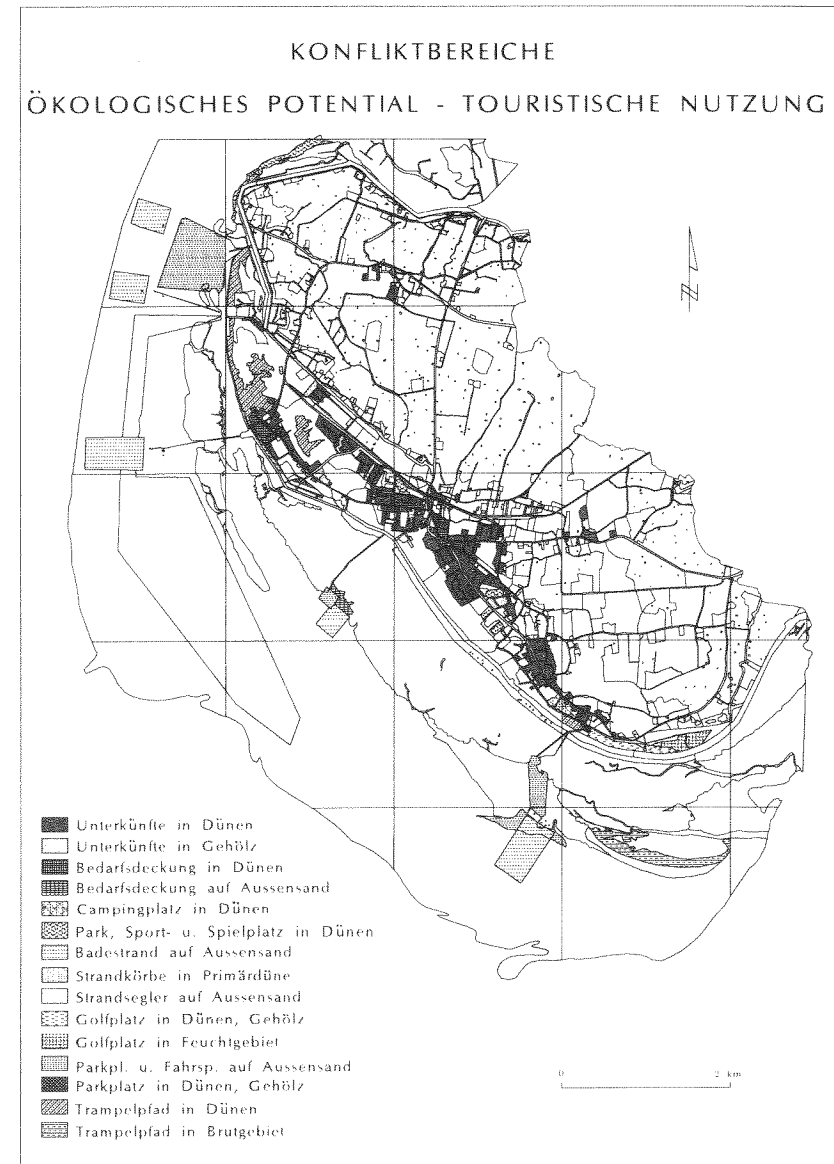 KONFLIKTBEREICHE
ÖKOLOGISCHES POTENTIAL - TOURISTISCHE NUTZUNG
N
Unterkünfte in Dünen
Unterkünfte in Gehölz
Bedarfsdeckung in Dünen
Bedarfsdeckung auf Aussensand
Campingplatz in Dünen
Park, Sport- u. Spielplatz in Dünen
Badestrand auf Aussensand
Strandkörbe in Primärdüne
Strandsegler auf Aussensand
Golfplatz in Dünen, Gehölz
Golfplatz in Feuchtgebiet
Parkpl. u. Fahrsp. auf Aussensand
Parkplatz in Dünen, Gehölz
Trampelpfad in Dünen
Trampelpfad in Brutgebiet
0 2 km